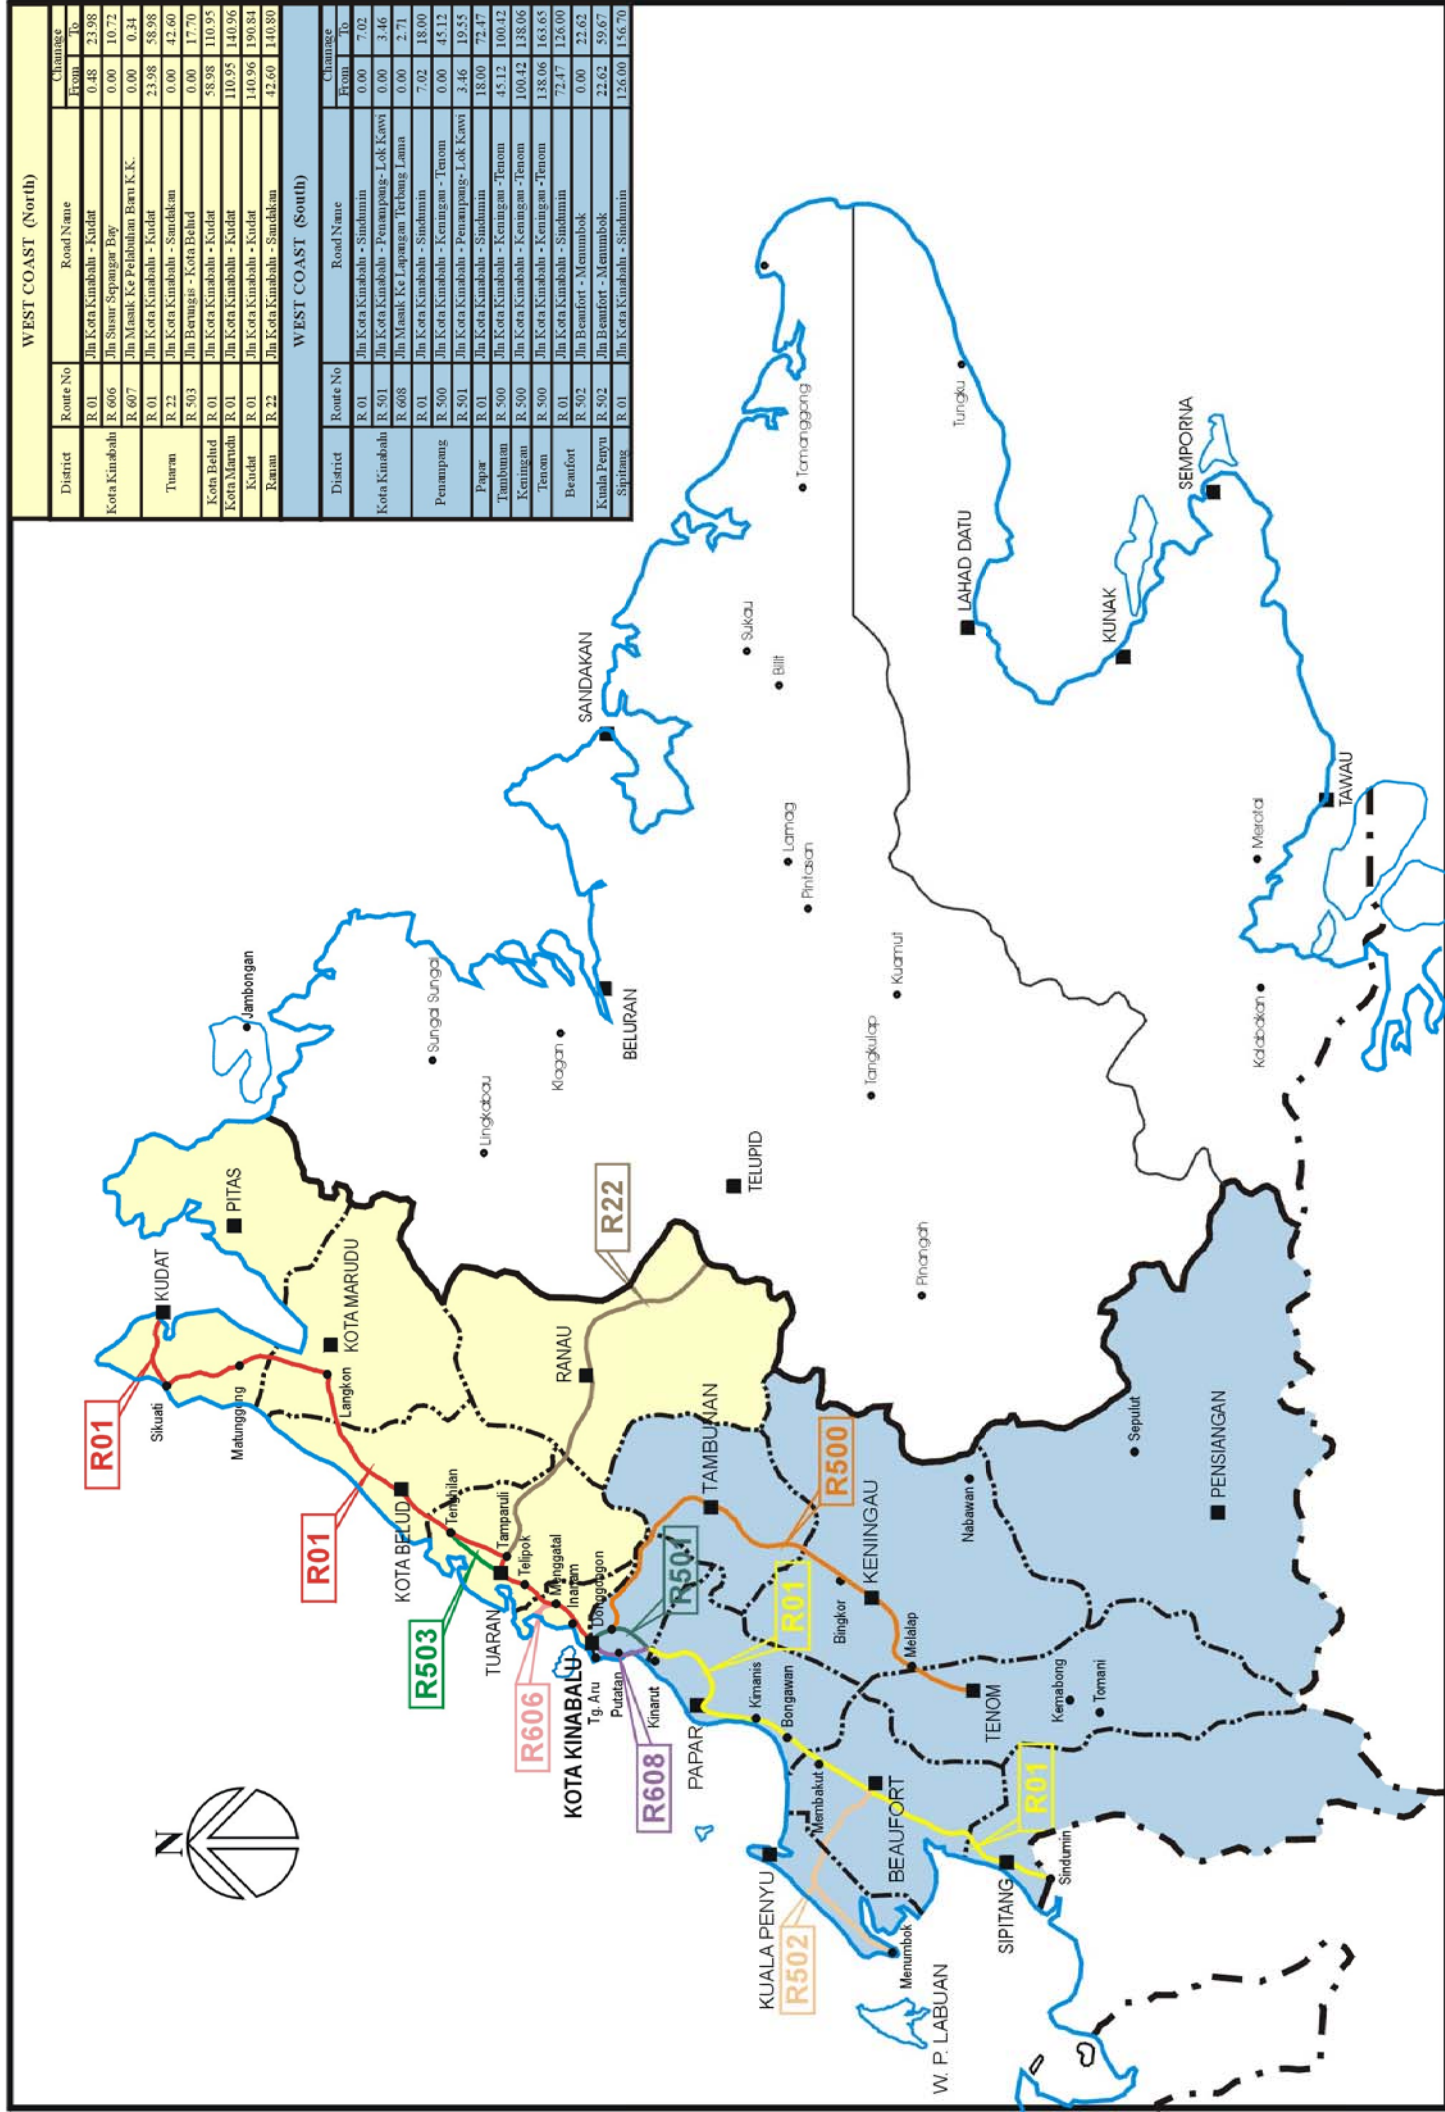 WEST COAST (North)
District Route No Road Name Chainage
From To
Kota Kinabalu R 01 Jln Kota Kinabalu - Kudat 0.48 23.98
R 606 Jln Susur Sepangar Bay 0.00 10.72
R 607 Jln Masuk Ke Pelabuhan Baru K.K. 0.00 0.34
Tuaran R 01 Jln Kota Kinabalu - Kudat 23.98 58.98
R 22 Jln Kota Kinabalu - Sandakan 0.00 42.60
R 503 Jln Berungis - Kota Belud 0.00 17.70
Kota Belud R 01 Jln Kota Kinabalu - Kudat 58.98 110.95
Kota Marudu R 01 Jln Kota Kinabalu - Kudat 110.95 140.96
Kudat R 01 Jln Kota Kinabalu - Kudat 140.96 190.84
Ranau R 22 Jln Kota Kinabalu - Sandakan 42.60 140.80
WEST COAST (South)
District Route No Road Name Chainage
From To
Kota Kinabalu R 01 Jln Kota Kinabalu - Sindumin 0.00 7.02
R 501 Jln Kota Kinabalu - Penampang- Lok Kawi 0.00 3.46
R 608 Jln Masuk Ke Lapangan Terbang Lama 0.00 2.71
Penampang R 01 Jln Kota Kinabalu - Sindumin 7.02 18.00
R 500 Jln Kota Kinabalu - Keningau - Tenom 0.00 45.12
R 501 Jln Kota Kinabalu - Penampang- Lok Kawi 3.46 19.55
Papar R 01 Jln Kota Kinabalu - Sindumin 18.00 72.47
Tambunan R 500 Jln Kota Kinabalu - Keningau -Tenom 45.12 100.42
Keningau R 500 Jln Kota Kinabalu - Keningau -Tenom 100.42 138.06
Tenom R 500 Jln Kota Kinabalu - Keningau -Tenom 138.06 163.65
Beaufort R 01 Jln Kota Kinabalu - Sindumin 72.47 126.00
R 502 Jln Beaufort - Menumbok 0.00 22.62
Kuala Penyu R 502 Jln Beaufort - Menumbok 22.62 59.67
Sipitang R 01 Jln Kota Kinabalu - Sindumin 126.00 156.70
N
R01
KUDAT
Sikuati
PITAS
Jambongan
Matunggong
R01
KOTA MARUDU
Langkon
KOTA BELUD
Tenghilan
R503
Sungai Sungai
Lingkabau
TUARAN
Tamparuli
Telipok
R606
Menggatal
Inanam
RANAU
Klagan
R22
BELURAN
SANDAKAN
KOTA KINABALU
Donggongon
Tg. Aru
Putatan
Kinarut
R608
R501
PAPAR
TAMBUNAN
TELUPID
Sukau
Bilit
Lamag
Pintasan
Tomanggong
KUALA PENYU
R502
Kimanis
Bongawan
R01
R500
Membakut
Bingkor
KENINGAU
BEAUFORT
Melalap
Menumbok
W. P. LABUAN
Tangkulap
Kuamut
Pinangah
Tungku
LAHAD DATU
TENOM
Nabawan
SIPITANG
R01
Sindumin
Kemabong
Tomani
Sepulut
KUNAK
SEMPORNA
PENSIANGAN
Kalabakan
Merotai
TAWAU